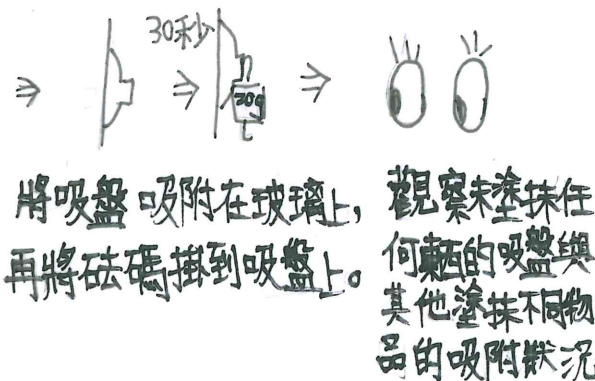 30秒
30g
將吸盤吸附在玻璃上,
再將砝碼掛到吸盤上。
觀察未塗抹任
何東西的吸盤與
其他塗抹不同物
品的吸附狀況